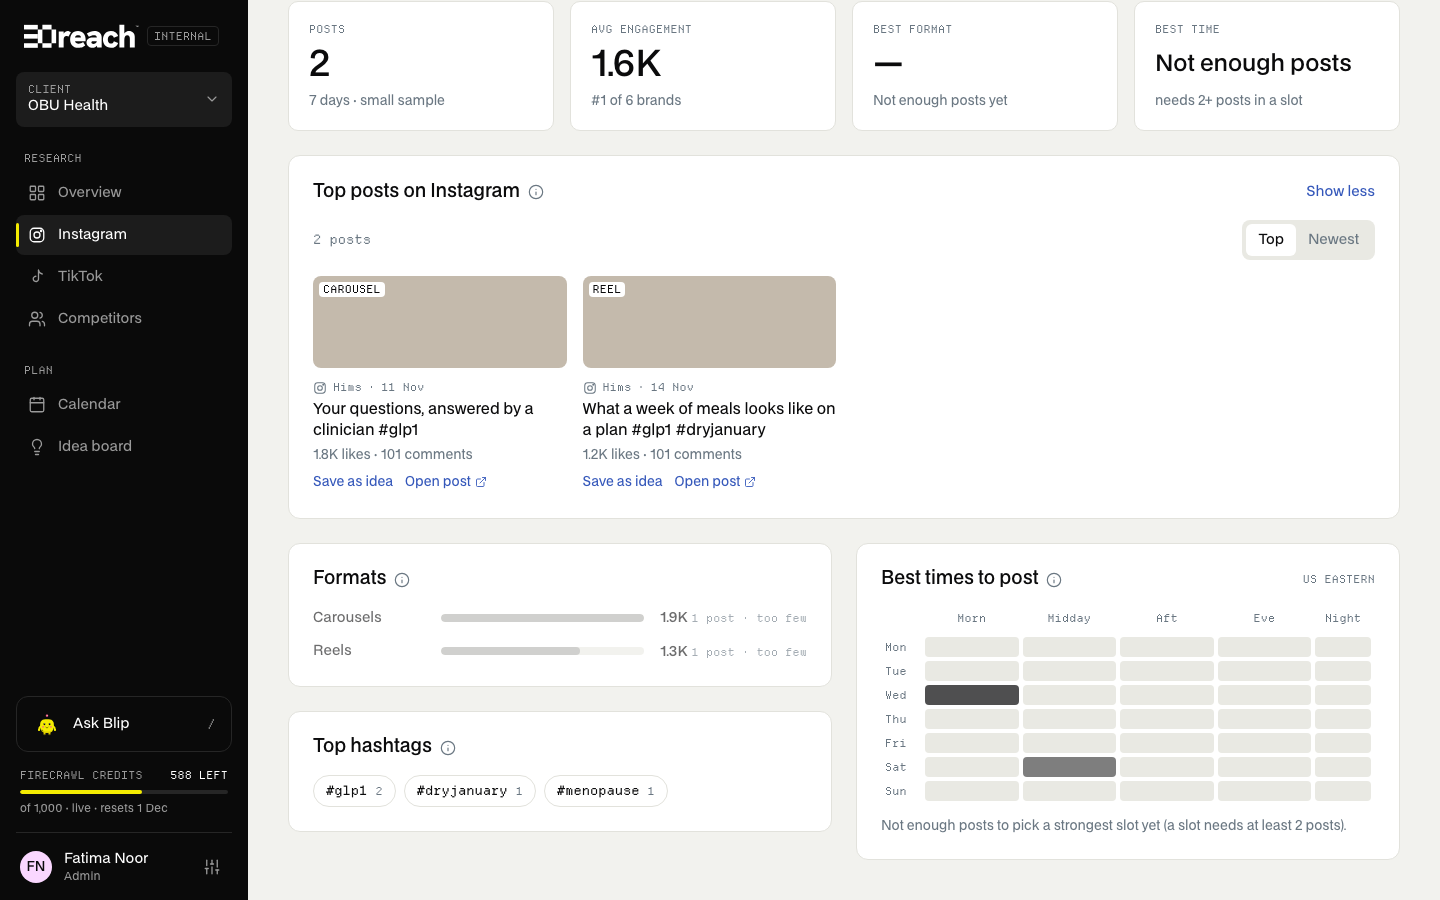 reach
INTERNAL
CLIENT
OBU Health
RESEARCH
Overview
Instagram
TikTok
Competitors
PLAN
Calendar
Idea board
Ask Blip /
FIRECRAWL CREDITS 588 LEFT
of 1,000 · live · resets 1 Dec
FN
Fatima Noor
Admin
POSTS
2
7 days · small sample
AVG ENGAGEMENT
1.6K
#1 of 6 brands
BEST FORMAT
—
Not enough posts yet
BEST TIME
Not enough posts
needs 2+ posts in a slot
Top posts on Instagram
Show less
2 posts
Top Newest
CAROUSEL
Hims · 11 Nov
Your questions, answered by a
clinician #glp1
1.8K likes · 101 comments
Save as idea Open post
REEL
Hims · 14 Nov
What a week of meals looks like on
a plan #glp1 #dryjanuary
1.2K likes · 101 comments
Save as idea Open post
Formats
Carousels 1.9K 1 post · too few
Reels 1.3K 1 post · too few
Top hashtags
#glp1 2 #dryjanuary 1 #menopause 1
Best times to post
US EASTERN
Morn Midday Aft Eve Night
Mon
Tue
Wed
Thu
Fri
Sat
Sun
Not enough posts to pick a strongest slot yet (a slot needs at least 2 posts).